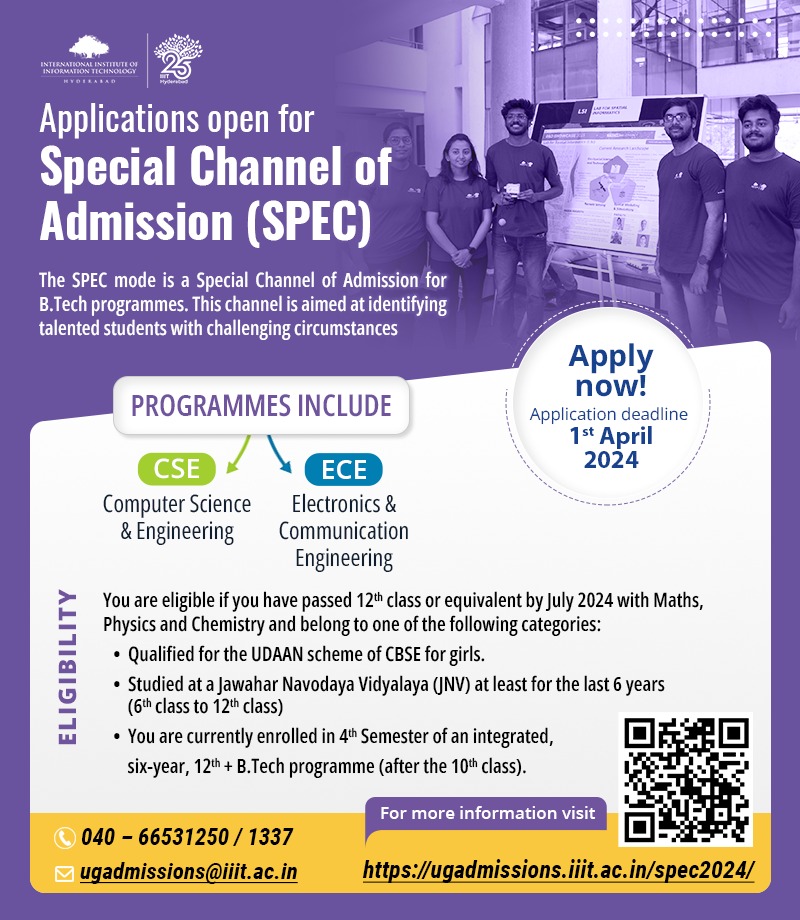 INTERNATIONAL INSTITUTE OF
INFORMATION TECHNOLOGY
HYDERABAD
25
IIIT
Hyderabad
Applications open for
Special Channel of
Admission (SPEC)
The SPEC mode is a Special Channel of Admission for
B.Tech programmes. This channel is aimed at identifying
talented students with challenging circumstances
LSI LAB FOR SPATIAL
INFORMATICS
Apply
now!
Application deadline
1st April
2024
PROGRAMMES INCLUDE
CSE
Computer Science
& Engineering
ECE
Electronics &
Communication
Engineering
ELIGIBILITY
You are eligible if you have passed 12th class or equivalent by July 2024 with Maths,
Physics and Chemistry and belong to one of the following categories:
• Qualified for the UDAAN scheme of CBSE for girls.
• Studied at a Jawahar Navodaya Vidyalaya (JNV) at least for the last 6 years
(6th class to 12th class)
• You are currently enrolled in 4th Semester of an integrated,
six-year, 12th + B.Tech programme (after the 10th class).
For more information visit
040 – 66531250 / 1337
ugadmissions@iiit.ac.in
https://ugadmissions.iiit.ac.in/spec2024/